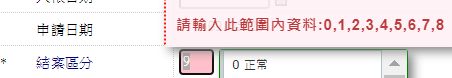 請輸入此範圍內資料:0,1,2,3,4,5,6,7,8
申請日期
* 結案區分
9
0 正常